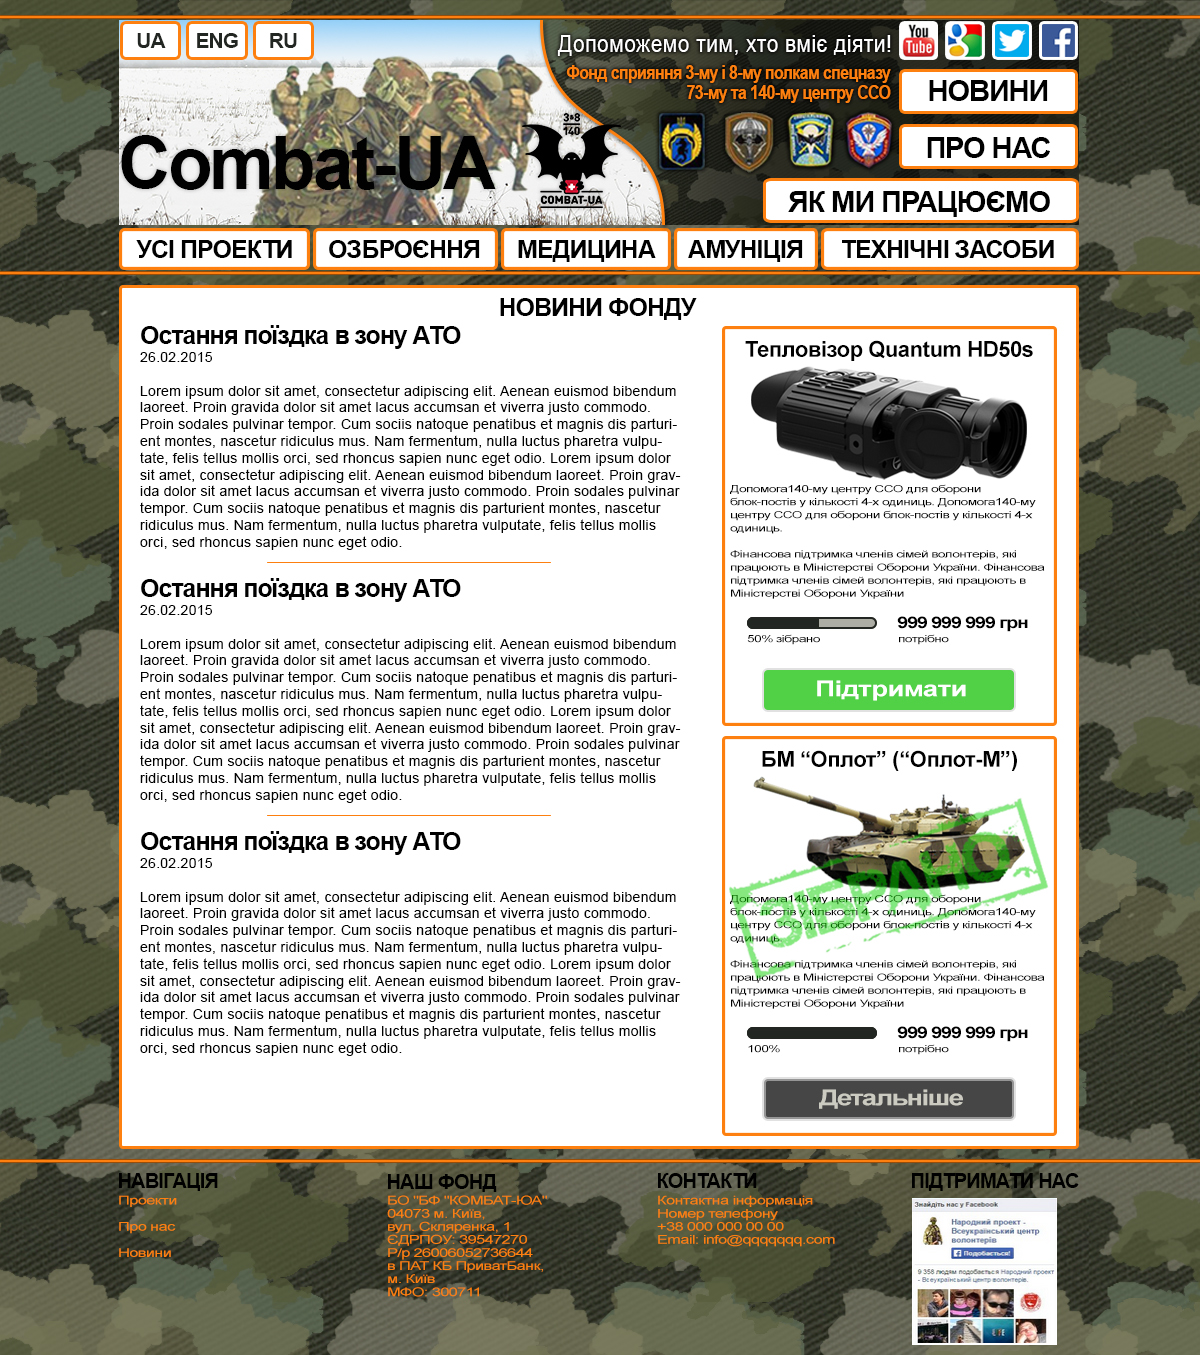 UA
ENG
RU
Допоможемо тим, хто вміє діяти!
You
Tube
Фонд сприяння 3-му і 8-му полкам спецназу
73-му та 140-му центру ССО
НОВИНИ
ПРО НАС
ЯК МИ ПРАЦЮЄМО
Combat-UA
3 8
140
COMBAT-UA
УСІ ПРОЕКТИ
ОЗБРОЄННЯ
МЕДИЦИНА
АМУНІЦІЯ
ТЕХНІЧНІ ЗАСОБИ
НОВИНИ ФОНДУ
Остання поїздка в зону АТО
26.02.2015
Lorem ipsum dolor sit amet, consectetur adipiscing elit. Aenean euismod bibendum
laoreet. Proin gravida dolor sit amet lacus accumsan et viverra justo commodo.
Proin sodales pulvinar tempor. Cum sociis natoque penatibus et magnis dis parturi-
ent montes, nascetur ridiculus mus. Nam fermentum, nulla luctus pharetra vulpu-
tate, felis tellus mollis orci, sed rhoncus sapien nunc eget odio. Lorem ipsum dolor
sit amet, consectetur adipiscing elit. Aenean euismod bibendum laoreet. Proin grav-
ida dolor sit amet lacus accumsan et viverra justo commodo. Proin sodales pulvinar
tempor. Cum sociis natoque penatibus et magnis dis parturient montes, nascetur
ridiculus mus. Nam fermentum, nulla luctus pharetra vulputate, felis tellus mollis
orci, sed rhoncus sapien nunc eget odio.
Остання поїздка в зону АТО
26.02.2015
Lorem ipsum dolor sit amet, consectetur adipiscing elit. Aenean euismod bibendum
laoreet. Proin gravida dolor sit amet lacus accumsan et viverra justo commodo.
Proin sodales pulvinar tempor. Cum sociis natoque penatibus et magnis dis parturi-
ent montes, nascetur ridiculus mus. Nam fermentum, nulla luctus pharetra vulpu-
tate, felis tellus mollis orci, sed rhoncus sapien nunc eget odio. Lorem ipsum dolor
sit amet, consectetur adipiscing elit. Aenean euismod bibendum laoreet. Proin grav-
ida dolor sit amet lacus accumsan et viverra justo commodo. Proin sodales pulvinar
tempor. Cum sociis natoque penatibus et magnis dis parturient montes, nascetur
ridiculus mus. Nam fermentum, nulla luctus pharetra vulputate, felis tellus mollis
orci, sed rhoncus sapien nunc eget odio.
Остання поїздка в зону АТО
26.02.2015
Lorem ipsum dolor sit amet, consectetur adipiscing elit. Aenean euismod bibendum
laoreet. Proin gravida dolor sit amet lacus accumsan et viverra justo commodo.
Proin sodales pulvinar tempor. Cum sociis natoque penatibus et magnis dis parturi-
ent montes, nascetur ridiculus mus. Nam fermentum, nulla luctus pharetra vulpu-
tate, felis tellus mollis orci, sed rhoncus sapien nunc eget odio. Lorem ipsum dolor
sit amet, consectetur adipiscing elit. Aenean euismod bibendum laoreet. Proin grav-
ida dolor sit amet lacus accumsan et viverra justo commodo. Proin sodales pulvinar
tempor. Cum sociis natoque penatibus et magnis dis parturient montes, nascetur
ridiculus mus. Nam fermentum, nulla luctus pharetra vulputate, felis tellus mollis
orci, sed rhoncus sapien nunc eget odio.
Тепловізор Quantum HD50s
Допомога140-му центру ССО для оборони
блок-постів у кількості 4-х одиниць. Допомога140-му
центру ССО для оборони блок-постів у кількості 4-х
одиниць.
Фінансова підтримка членів сімей волонтерів, які
працюють в Міністерстві Оборони України. Фінансова
підтримка членів сімей волонтерів, які працюють в
Міністерстві Оборони України
999 999 999 грн
50% зібрано
потрібно
Підтримати
БМ “Оплот” (“Оплот-М”)
ЗІБРАНО
Допомога140-му центру ССО для оборони
блок-постів у кількості 4-х одиниць. Допомога140-му
центру ССО для оборони блок-постів у кількості 4-х
одиниць.
Фінансова підтримка членів сімей волонтерів, які
працюють в Міністерстві Оборони України. Фінансова
підтримка членів сімей волонтерів, які працюють в
Міністерстві Оборони України
999 999 999 грн
100%
потрібно
Детальніше
НАВІГАЦІЯ
Проекти
Про нас
Новини
НАШ ФОНД
БО "БФ "КОМБАТ-ЮА"
04073 м. Київ,
вул. Скляренка, 1
ЄДРПОУ: 39547270
Р/р 26006052736644
в ПАТ КБ ПриватБанк,
м. Київ
МФО: 300711
КОНТАКТИ
Контактна інформація
Номер телефону
+38 000 000 00 00
Email: info@qqqqqqq.com
ПІДТРИМАТИ НАС
Знайдіть нас у Facebook
Народний проект -
Всеукраїнський центр
волонтерів
Подобається!
9 358 людям подобається Народний проект
- Всеукраїнський центр волонтерів.